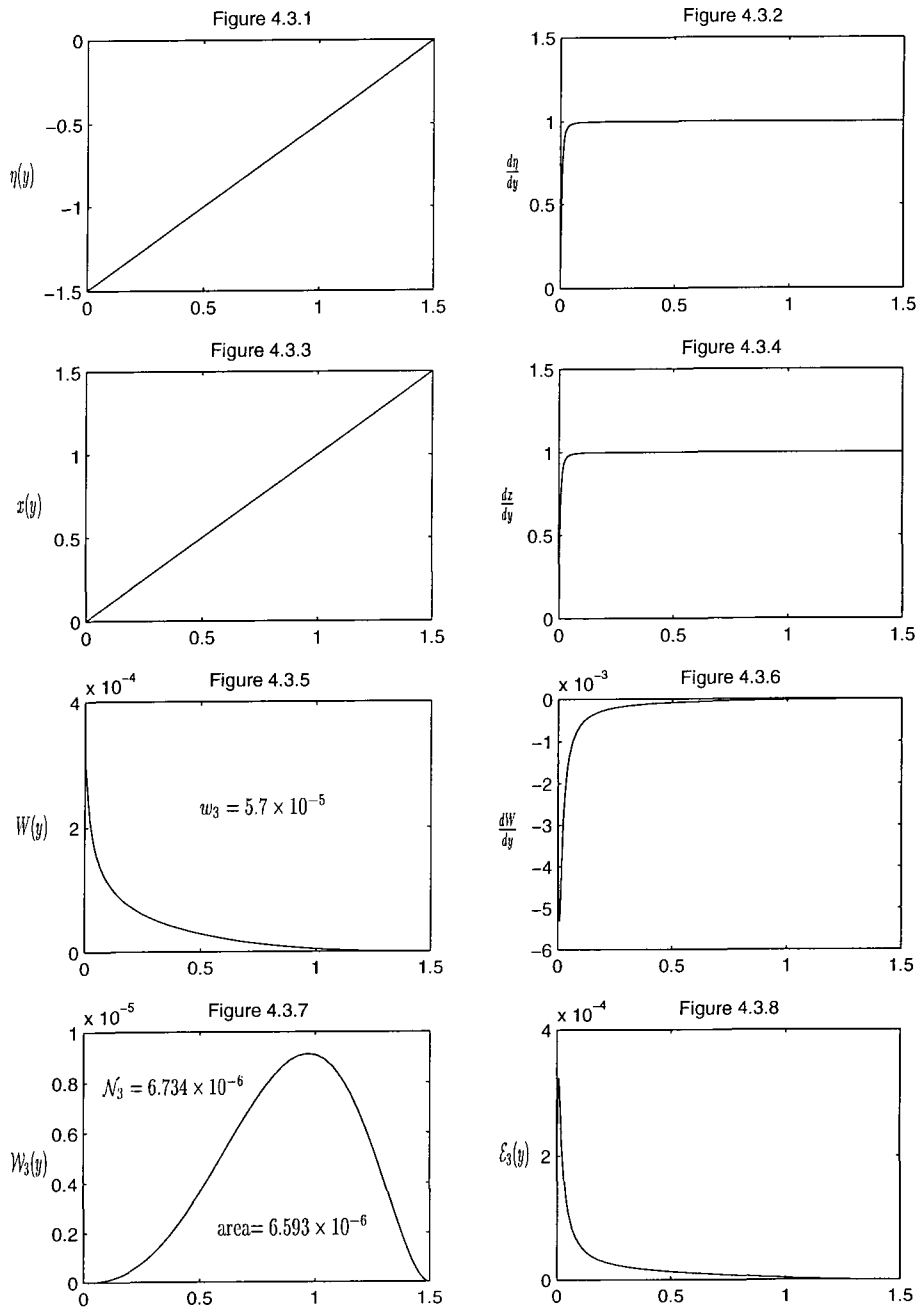 Figure 4.3.1
0
−0.5
η(y)
−1
−1.5
0
0.5
1
1.5
Figure 4.3.2
1.5
1
dη
dy
0.5
0
0
0.5
1
1.5
Figure 4.3.3
1.5
1
x(y)
0.5
0
0
0.5
1
1.5
Figure 4.3.4
1.5
1
dz
dy
0.5
0
0
0.5
1
1.5
x 10⁻⁴
Figure 4.3.5
4
w₃ = 5.7 × 10⁻⁵
W(y)
2
0
0
0.5
1
1.5
x 10⁻³
Figure 4.3.6
0
−1
−2
−3
dW
dy
−4
−5
−6
0
0.5
1
1.5
x 10⁻⁵
Figure 4.3.7
1
0.8
𝒩₃ = 6.734 × 10⁻⁶
0.6
𝒲₃(y)
0.4
0.2
area= 6.593 × 10⁻⁶
0
0
0.5
1
1.5
x 10⁻⁴
Figure 4.3.8
4
2
ℰ₃(y)
0
0
0.5
1
1.5